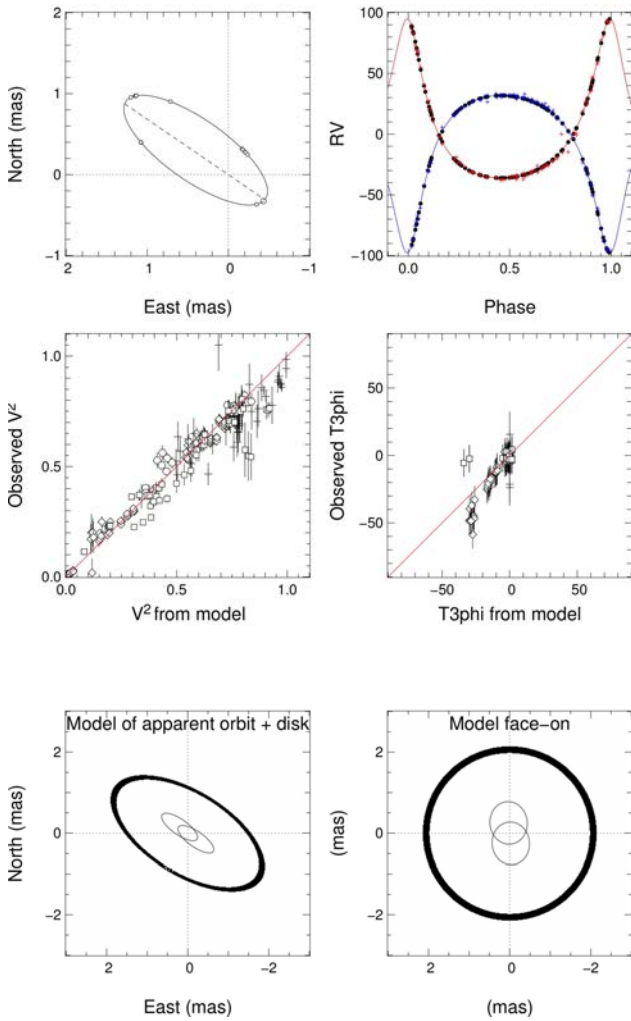 2
1
0
−1
2
1
0
−1
North (mas)
East (mas)
100
50
0
−50
−100
0.0
0.5
1.0
RV
Phase
1.0
0.5
0.0
0.0
0.5
1.0
Observed V²
V² from model
50
0
−50
−50
0
50
Observed T3phi
T3phi from model
Model of apparent orbit + disk
2
0
−2
2
0
−2
North (mas)
East (mas)
Model face−on
2
0
−2
2
0
−2
(mas)
(mas)